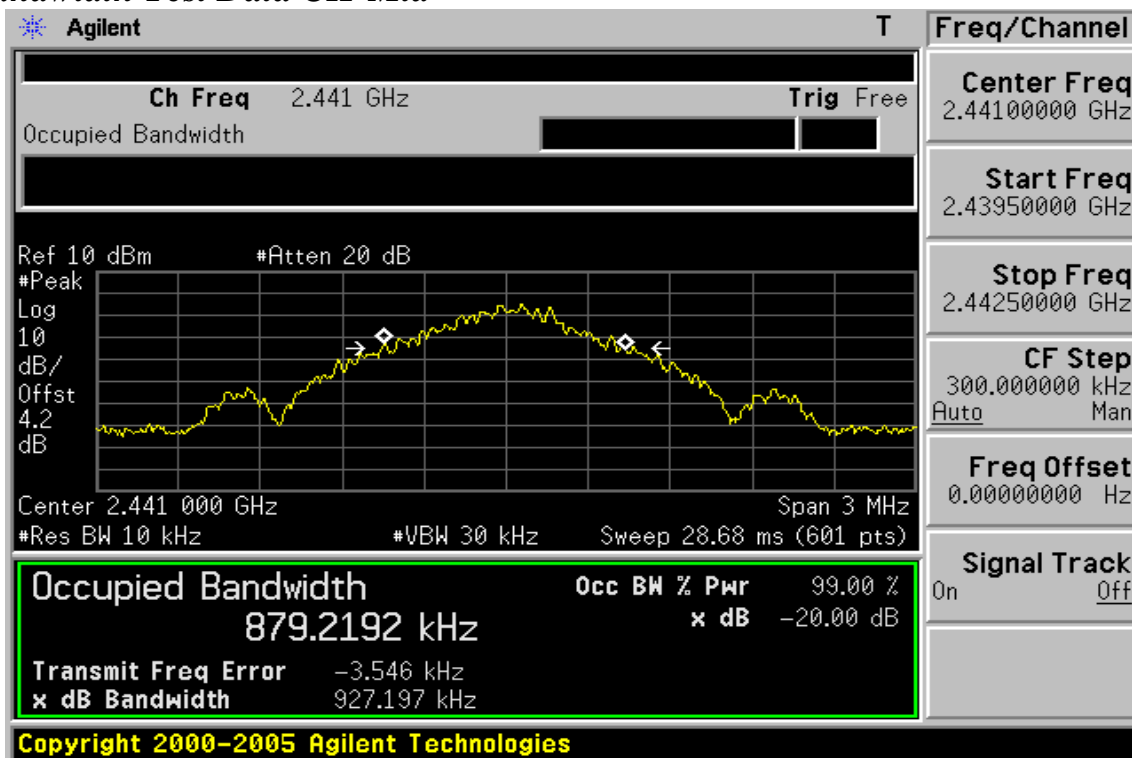 Agilent T Freq/Channel
Ch Freq 2.441 GHz Trig Free
Occupied Bandwidth
Center Freq
2.44100000 GHz
Start Freq
2.43950000 GHz
Stop Freq
2.44250000 GHz
CF Step
300.000000 kHz
Auto Man
Freq Offset
0.00000000 Hz
Signal Track
On Off
Ref 10 dBm #Atten 20 dB
#Peak
Log
10
dB/
Offst
4.2
dB
Center 2.441 000 GHz Span 3 MHz
#Res BW 10 kHz #VBW 30 kHz Sweep 28.68 ms (601 pts)
Occupied Bandwidth Occ BW % Pwr 99.00 %
879.2192 kHz x dB -20.00 dB
Transmit Freq Error -3.546 kHz
x dB Bandwidth 927.197 kHz
Copyright 2000-2005 Agilent Technologies